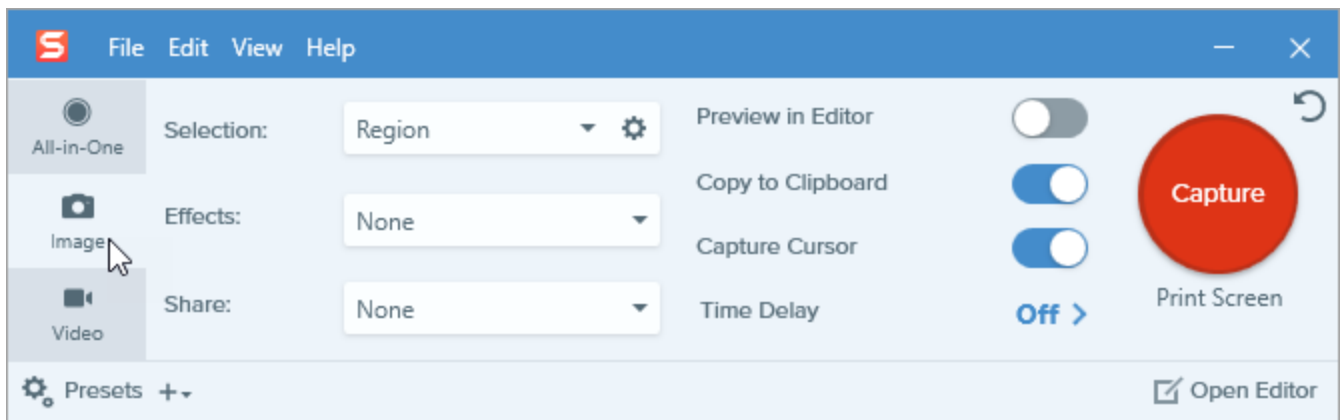 S File Edit View Help
All-in-One
Image
Video
Selection: Region
Effects: None
Share: None
Preview in Editor
Copy to Clipboard
Capture Cursor
Time Delay Off
Capture
Print Screen
Presets
Open Editor